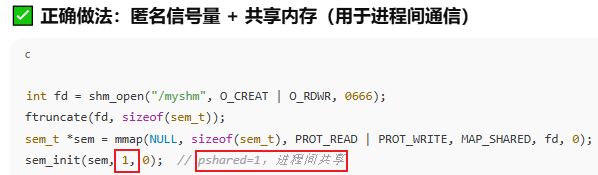 ✅ 正确做法：匿名信号量 + 共享内存（用于进程间通信）
c
int fd = shm_open("/myshm", O_CREAT | O_RDWR, 0666);
ftruncate(fd, sizeof(sem_t));
sem_t *sem = mmap(NULL, sizeof(sem_t), PROT_READ | PROT_WRITE, MAP_SHARED, fd, 0);
sem_init(sem, 1, 0);  // pshared=1, 进程间共享